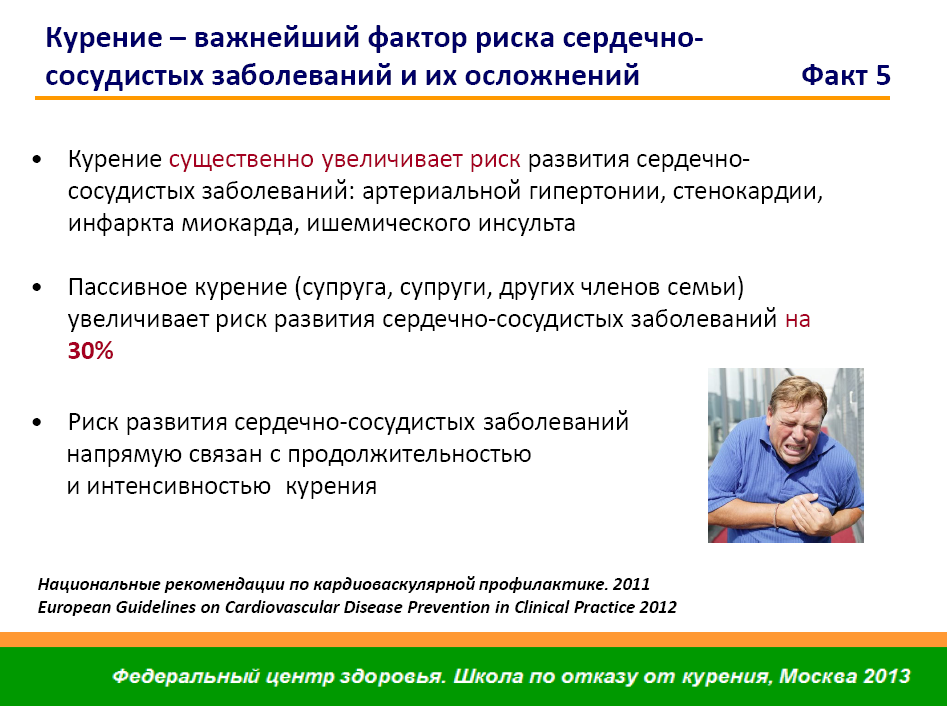 Курение – важнейший фактор риска сердечно-
сосудистых заболеваний и их осложнений Факт 5
• Курение существенно увеличивает риск развития сердечно-
сосудистых заболеваний: артериальной гипертонии, стенокардии,
инфаркта миокарда, ишемического инсульта
• Пассивное курение (супруга, супруги, других членов семьи)
увеличивает риск развития сердечно-сосудистых заболеваний на
30%
• Риск развития сердечно-сосудистых заболеваний
напрямую связан с продолжительностью
и интенсивностью курения
Национальные рекомендации по кардиоваскулярной профилактике. 2011
European Guidelines on Cardiovascular Disease Prevention in Clinical Practice 2012
Федеральный центр здоровья. Школа по отказу от курения, Москва 2013